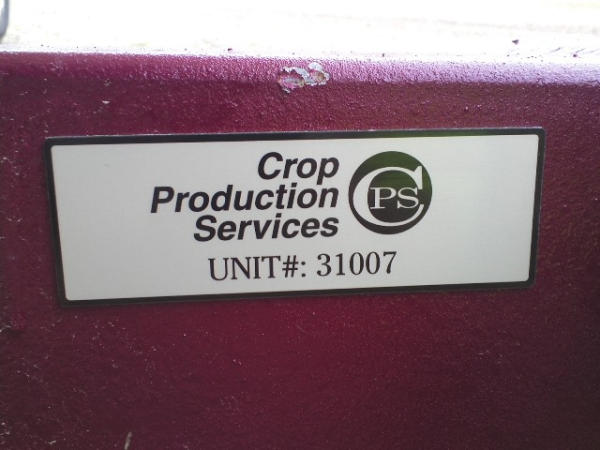 Crop
Production
Services
CPS
UNIT#: 31007